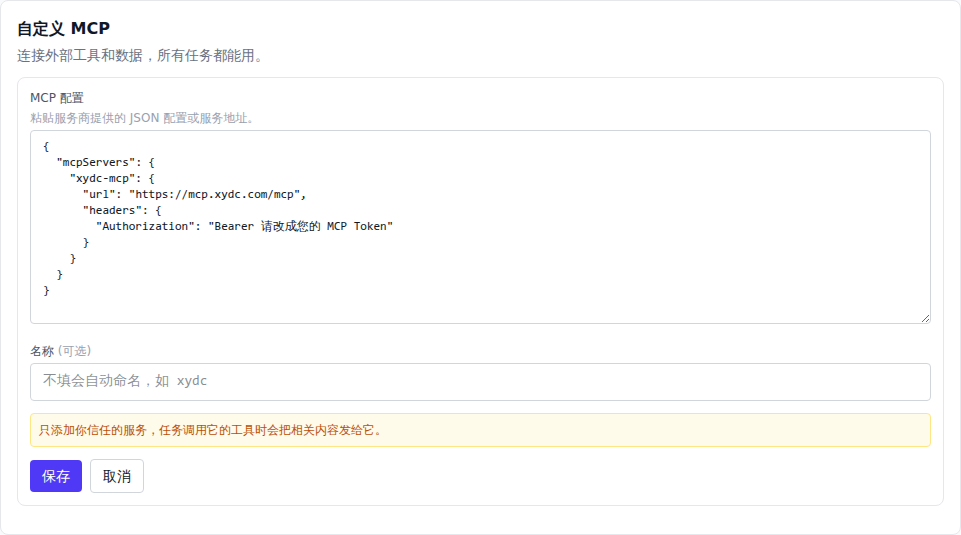 自定义 MCP
连接外部工具和数据，所有任务都能用。
MCP 配置
粘贴服务商提供的 JSON 配置或服务地址。
{
  "mcpServers": {
    "xydc-mcp": {
      "url": "https://mcp.xydc.com/mcp",
      "headers": {
        "Authorization": "Bearer 请改成您的 MCP Token"
      }
    }
  }
}
名称 (可选)
不填会自动命名，如 xydc
只添加你信任的服务，任务调用它的工具时会把相关内容发给它。
保存 取消